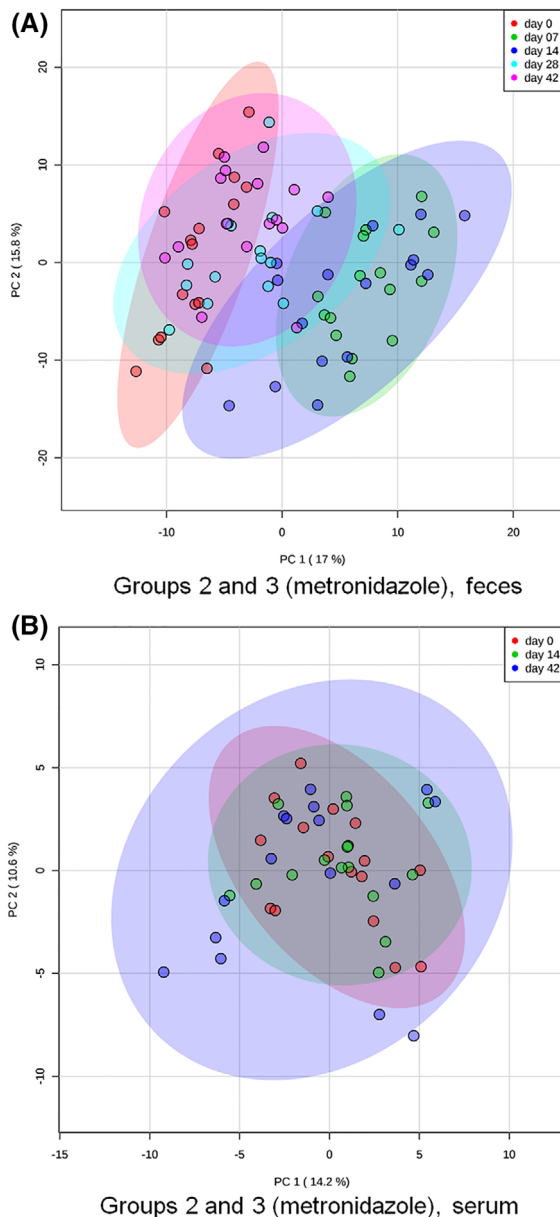 (A)
day 0
day 07
day 14
day 28
day 42
20
10
0
-10
-20
PC 2 ( 15.8 %)
-10
0
10
20
PC 1 ( 17 %)
Groups 2 and 3 (metronidazole), feces
(B)
day 0
day 14
day 42
10
5
0
-5
-10
PC 2 ( 10.6 %)
-15
-10
-5
0
5
10
PC 1 ( 14.2 %)
Groups 2 and 3 (metronidazole), serum